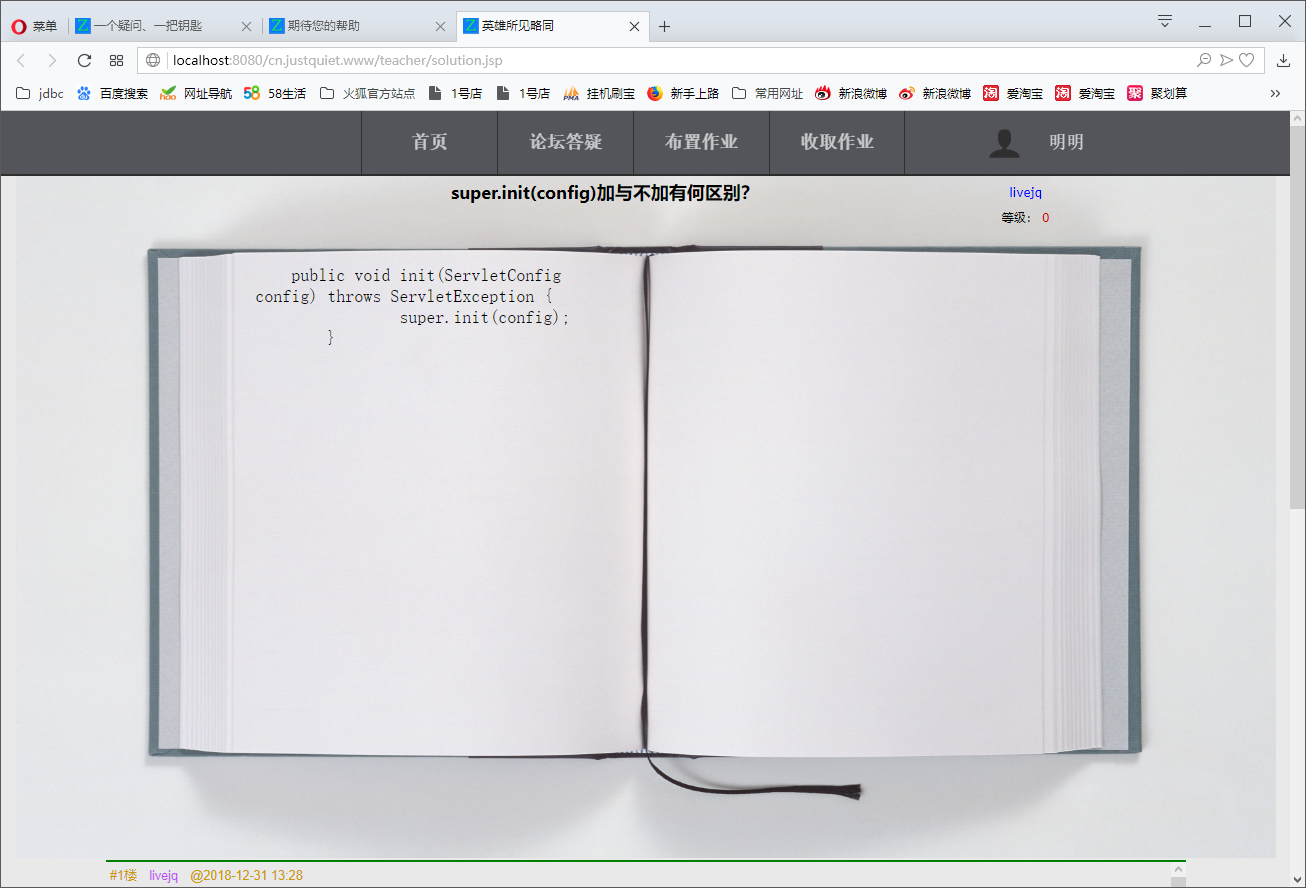 菜单
一个疑问、一把钥匙
期待您的帮助
英雄所见略同
localhost:8080/cn.justquiet.www/teacher/solution.jsp
jdbc
百度搜索
网址导航
58生活
火狐官方站点
1号店
1号店
挂机刷宝
新手上路
常用网址
新浪微博
新浪微博
爱淘宝
爱淘宝
聚划算
首页
论坛答疑
布置作业
收取作业
明明
super.init(config)加与不加有何区别？
livejq
等级： 0
public void init(ServletConfig
config) throws ServletException {
super.init(config);
}
#1楼 livejq @2018-12-31 13:28